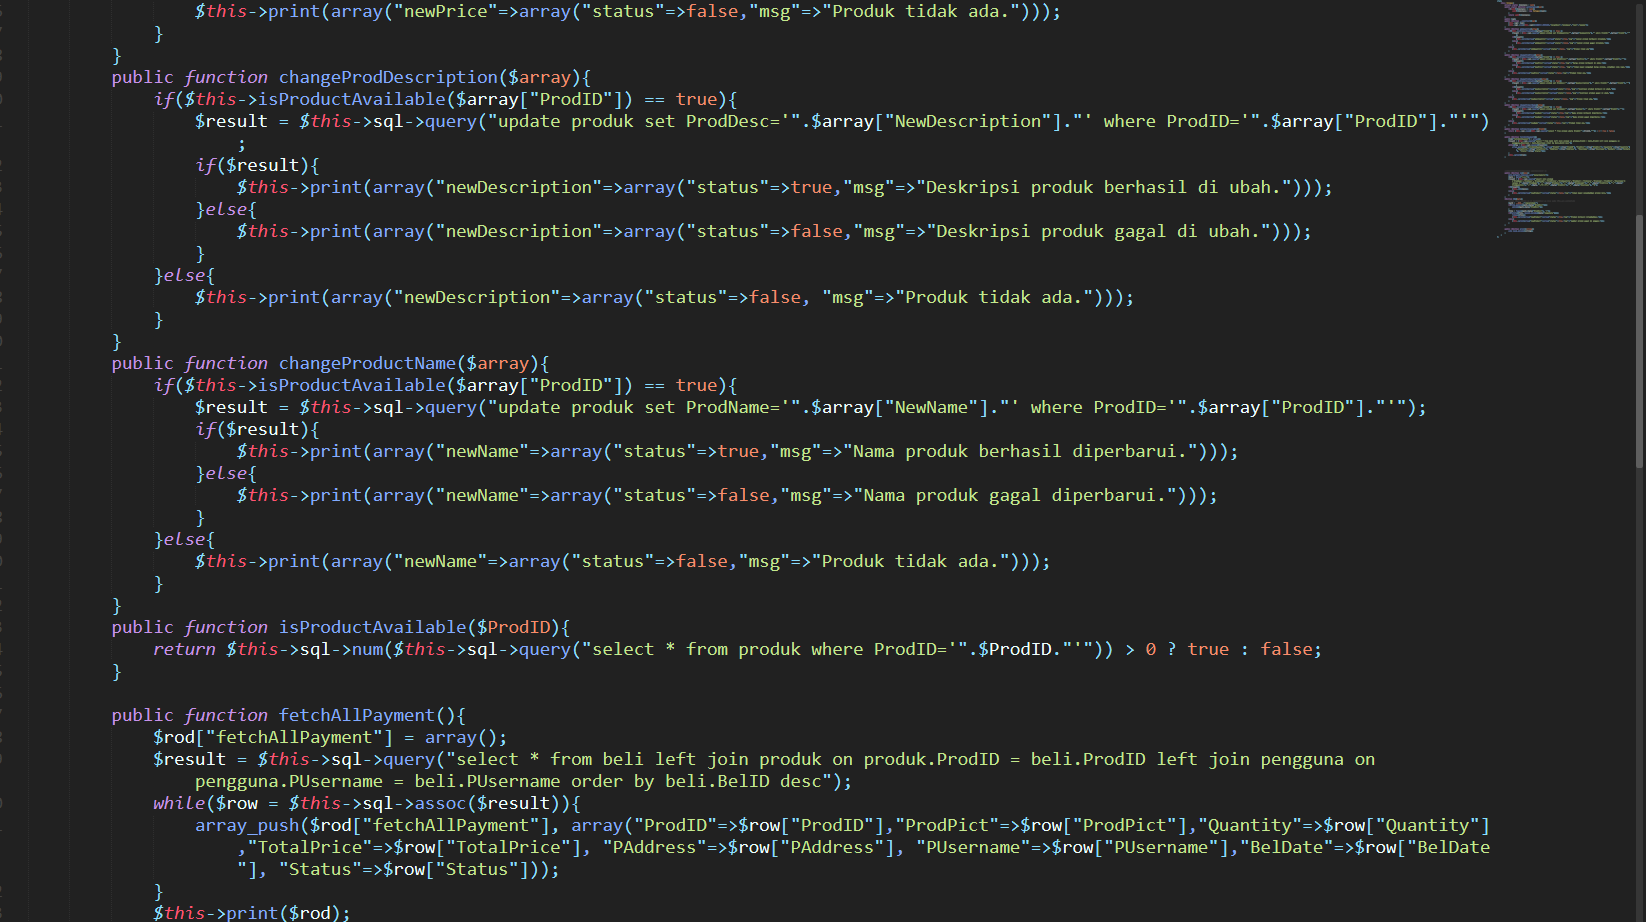 $this->print(array("newPrice"=>array("status"=>false,"msg"=>"Produk tidak ada.")));
}
}
public function changeProdDescription($array){
if($this->isProductAvailable($array["ProdID"]) == true){
$result = $this->sql->query("update produk set ProdDesc='".$array["NewDescription"]."' where ProdID='".$array["ProdID"]."'")
;
if($result){
$this->print(array("newDescription"=>array("status"=>true,"msg"=>"Deskripsi produk berhasil di ubah.")));
}else{
$this->print(array("newDescription"=>array("status"=>false,"msg"=>"Deskripsi produk gagal di ubah.")));
}
}else{
$this->print(array("newDescription"=>array("status"=>false, "msg"=>"Produk tidak ada.")));
}
}
public function changeProductName($array){
if($this->isProductAvailable($array["ProdID"]) == true){
$result = $this->sql->query("update produk set ProdName='".$array["NewName"]."' where ProdID='".$array["ProdID"]."'");
if($result){
$this->print(array("newName"=>array("status"=>true,"msg"=>"Nama produk berhasil diperbarui.")));
}else{
$this->print(array("newName"=>array("status"=>false,"msg"=>"Nama produk gagal diperbarui.")));
}
}else{
$this->print(array("newName"=>array("status"=>false,"msg"=>"Produk tidak ada.")));
}
}
public function isProductAvailable($ProdID){
return $this->sql->num($this->sql->query("select * from produk where ProdID='".$ProdID."'")) > 0 ? true : false;
}
public function fetchAllPayment(){
$rod["fetchAllPayment"] = array();
$result = $this->sql->query("select * from beli left join produk on produk.ProdID = beli.ProdID left join pengguna on
pengguna.PUsername = beli.PUsername order by beli.BelID desc");
while($row = $this->sql->assoc($result)){
array_push($rod["fetchAllPayment"], array("ProdID"=>$row["ProdID"],"ProdPict"=>$row["ProdPict"],"Quantity"=>$row["Quantity"]
,"TotalPrice"=>$row["TotalPrice"], "PAddress"=>$row["PAddress"], "PUsername"=>$row["PUsername"],"BelDate"=>$row["BelDate
"], "Status"=>$row["Status"]));
}
$this->print($rod);